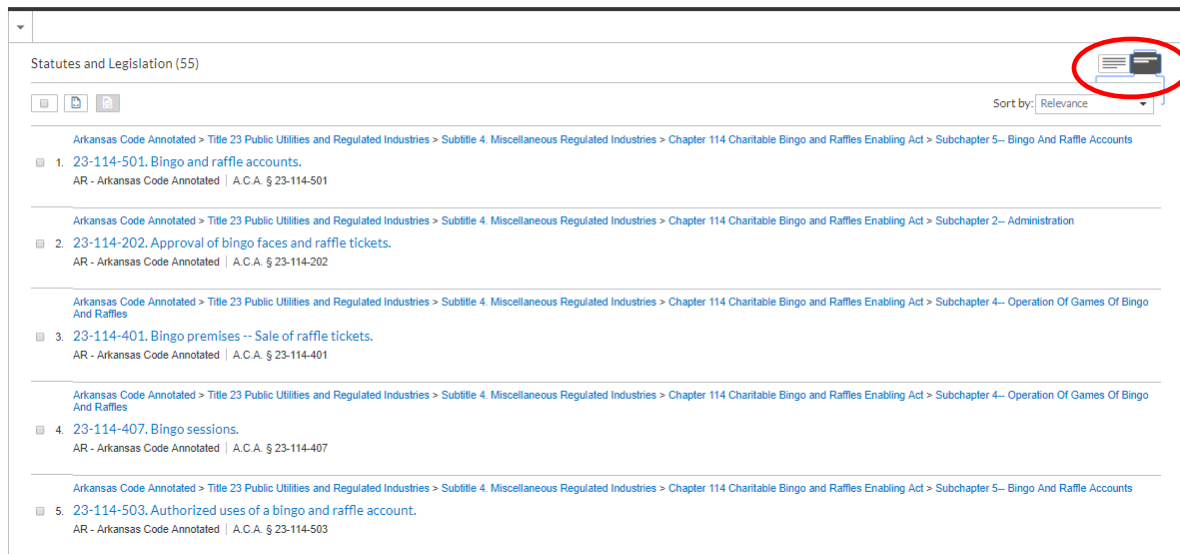 Statutes and Legislation (55)
Sort by: Relevance
Arkansas Code Annotated > Title 23 Public Utilities and Regulated Industries > Subtitle 4. Miscellaneous Regulated Industries > Chapter 114 Charitable Bingo and Raffles Enabling Act > Subchapter 5-- Bingo And Raffle Accounts
1. 23-114-501. Bingo and raffle accounts.
AR - Arkansas Code Annotated | A.C.A. § 23-114-501
Arkansas Code Annotated > Title 23 Public Utilities and Regulated Industries > Subtitle 4. Miscellaneous Regulated Industries > Chapter 114 Charitable Bingo and Raffles Enabling Act > Subchapter 2-- Administration
2. 23-114-202. Approval of bingo faces and raffle tickets.
AR - Arkansas Code Annotated | A.C.A. § 23-114-202
Arkansas Code Annotated > Title 23 Public Utilities and Regulated Industries > Subtitle 4. Miscellaneous Regulated Industries > Chapter 114 Charitable Bingo and Raffles Enabling Act > Subchapter 4-- Operation Of Games Of Bingo
And Raffles
3. 23-114-401. Bingo premises -- Sale of raffle tickets.
AR - Arkansas Code Annotated | A.C.A. § 23-114-401
Arkansas Code Annotated > Title 23 Public Utilities and Regulated Industries > Subtitle 4. Miscellaneous Regulated Industries > Chapter 114 Charitable Bingo and Raffles Enabling Act > Subchapter 4-- Operation Of Games Of Bingo
And Raffles
4. 23-114-407. Bingo sessions.
AR - Arkansas Code Annotated | A.C.A. § 23-114-407
Arkansas Code Annotated > Title 23 Public Utilities and Regulated Industries > Subtitle 4. Miscellaneous Regulated Industries > Chapter 114 Charitable Bingo and Raffles Enabling Act > Subchapter 5-- Bingo And Raffle Accounts
5. 23-114-503. Authorized uses of a bingo and raffle account.
AR - Arkansas Code Annotated | A.C.A. § 23-114-503